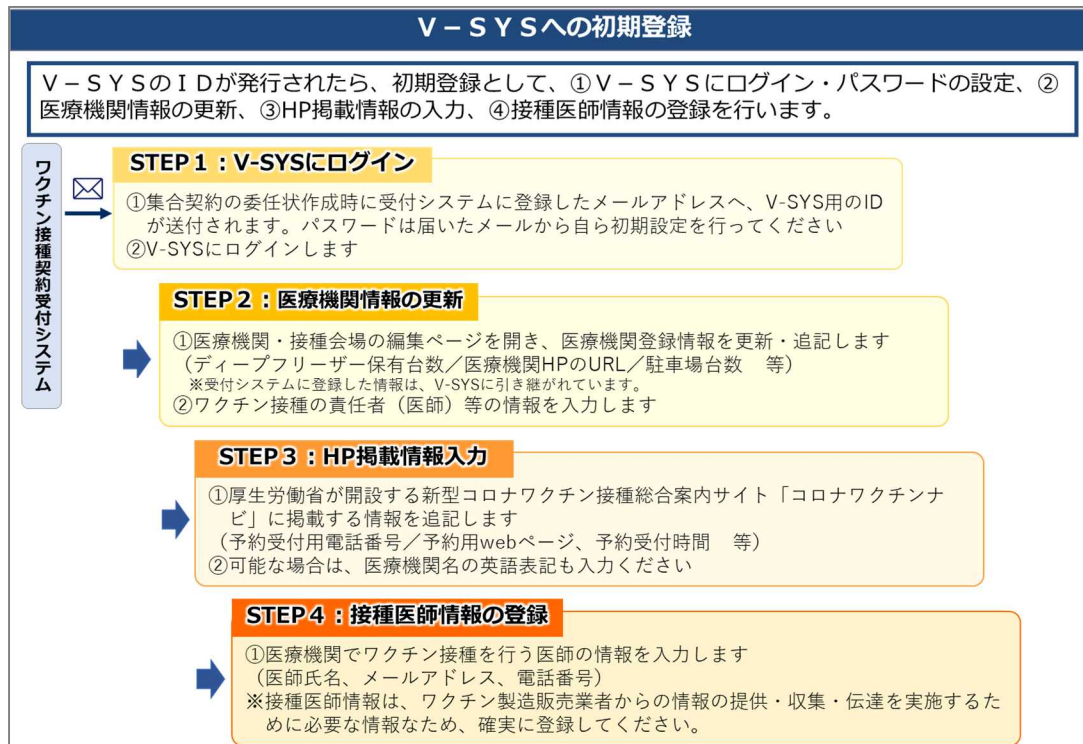 V－SYSへの初期登録
V－SYSのIDが発行されたら、初期登録として、①V－SYSにログイン・パスワードの設定、②
医療機関情報の更新、③HP掲載情報の入力、④接種医師情報の登録を行います。
ワクチン接種契約受付システム
STEP１：V-SYSにログイン
①集合契約の委任状作成時に受付システムに登録したメールアドレスへ、V-SYS用のID
が送付されます。パスワードは届いたメールから自ら初期設定を行ってください
②V-SYSにログインします
STEP２：医療機関情報の更新
①医療機関・接種会場の編集ページを開き、医療機関登録情報を更新・追記します
（ディープフリーザー保有台数／医療機関HPのURL／駐車場台数　等）
※受付システムに登録した情報は、V-SYSに引き継がれています。
②ワクチン接種の責任者（医師）等の情報を入力します
STEP３：HP掲載情報入力
①厚生労働省が開設する新型コロナワクチン接種総合案内サイト「コロナワクチンナ
ビ」に掲載する情報を追記します
（予約受付用電話番号／予約用webページ、予約受付時間　等）
②可能な場合は、医療機関名の英語表記も入力ください
STEP４：接種医師情報の登録
①医療機関でワクチン接種を行う医師の情報を入力します
（医師氏名、メールアドレス、電話番号）
※接種医師情報は、ワクチン製造販売業者からの情報の提供・収集・伝達を実施するた
めに必要な情報なため、確実に登録してください。